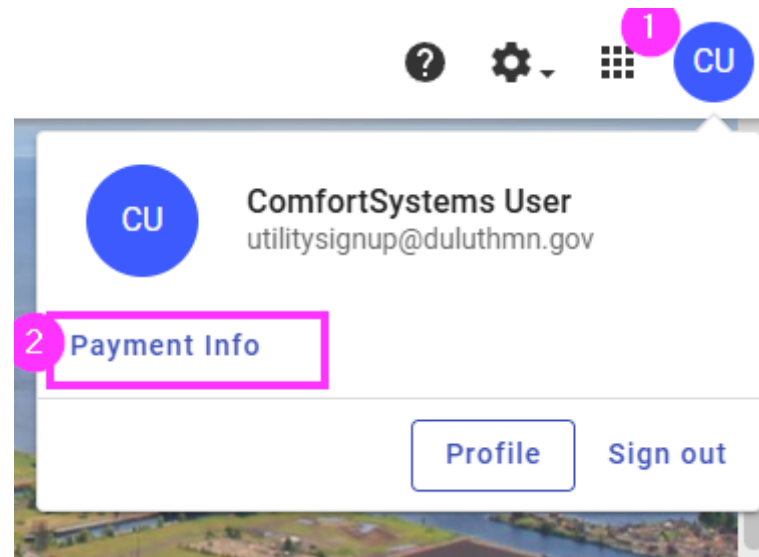 1
CU
CU
ComfortSystems User
utilitysignup@duluthmn.gov
2
Payment Info
Profile
Sign out